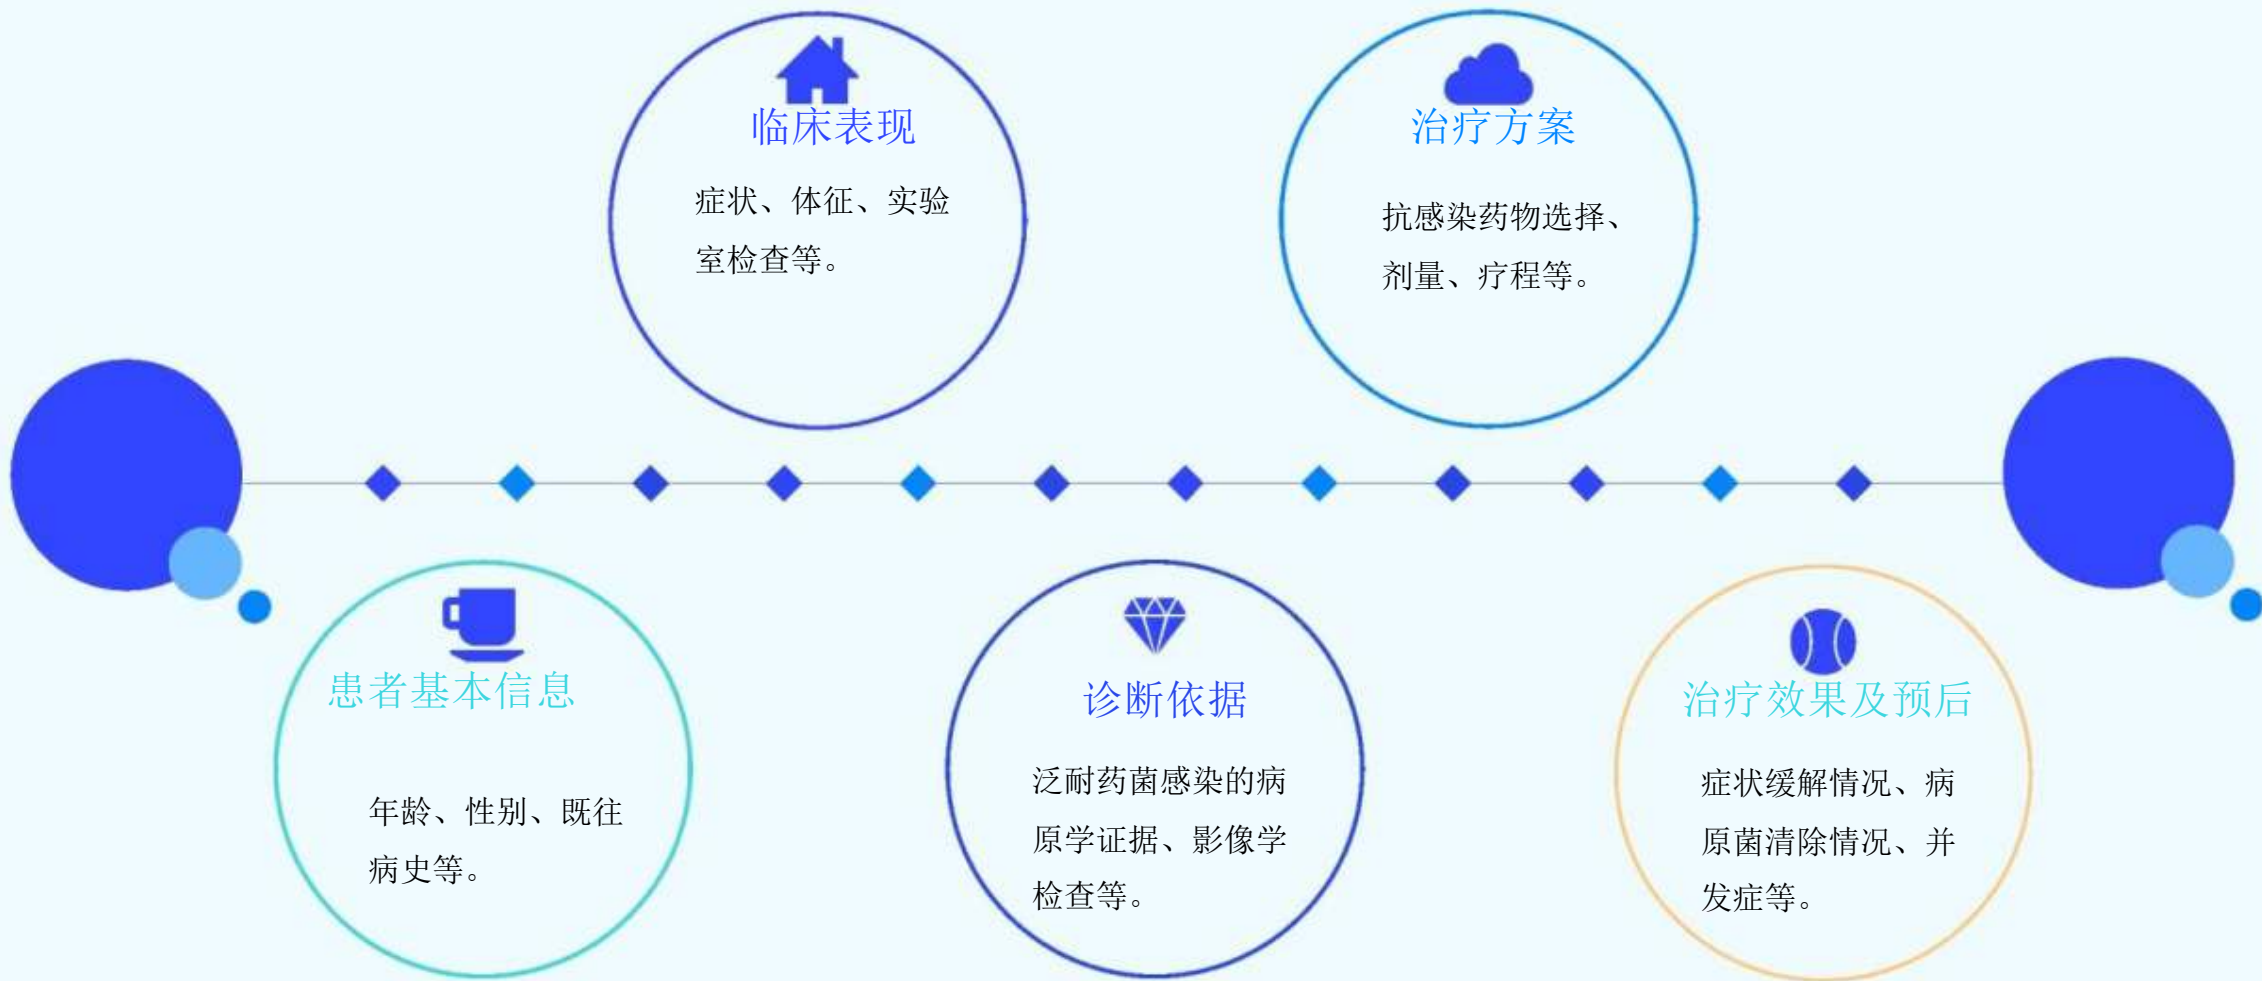 临床表现
症状、体征、实验
室检查等。
治疗方案
抗感染药物选择、
剂量、疗程等。
患者基本信息
年龄、性别、既往
病史等。
诊断依据
泛耐药菌感染的病
原学证据、影像学
检查等。
治疗效果及预后
症状缓解情况、病
原菌清除情况、并
发症等。